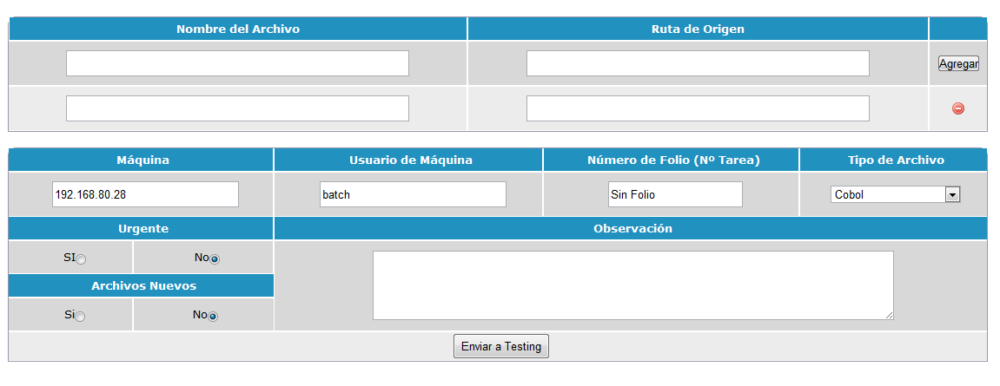 Nombre del Archivo Ruta de Origen
Agregar
Máquina Usuario de Máquina Número de Folio (Nº Tarea) Tipo de Archivo
192.168.80.28 batch Sin Folio Cobol
Urgente Observación
SI No
Archivos Nuevos
Si No
Enviar a Testing